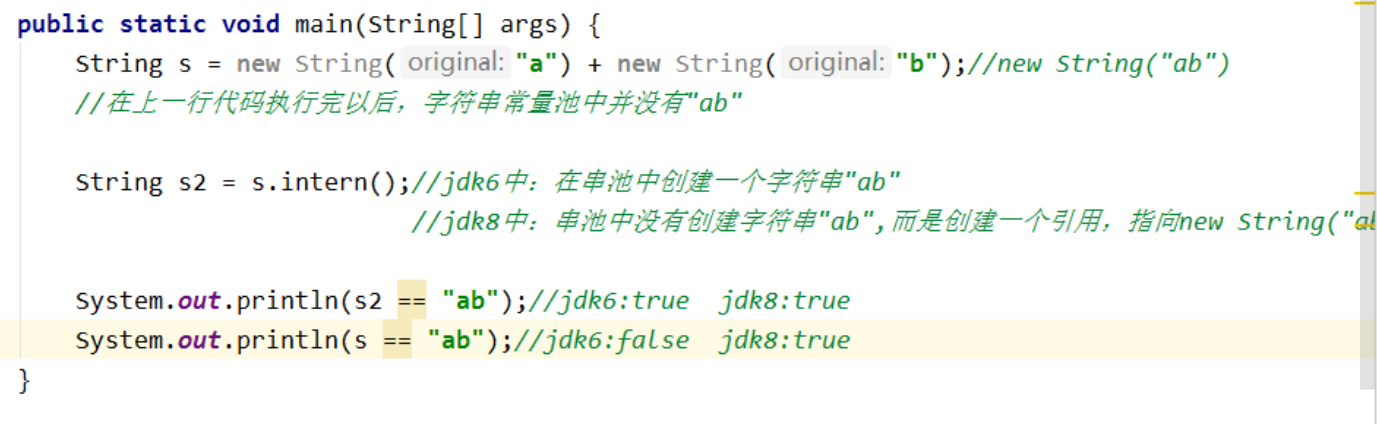 public static void main(String[] args) {
String s = new String( original: "a") + new String( original: "b");//new String("ab")
//在上一行代码执行完以后，字符串常量池中并没有"ab"
String s2 = s.intern();//jdk6中：在串池中创建一个字符串"ab"
//jdk8中：串池中没有创建字符串"ab",而是创建一个引用，指向new String("ab
System.out.println(s2 == "ab");//jdk6:true  jdk8:true
System.out.println(s == "ab");//jdk6:false  jdk8:true
}